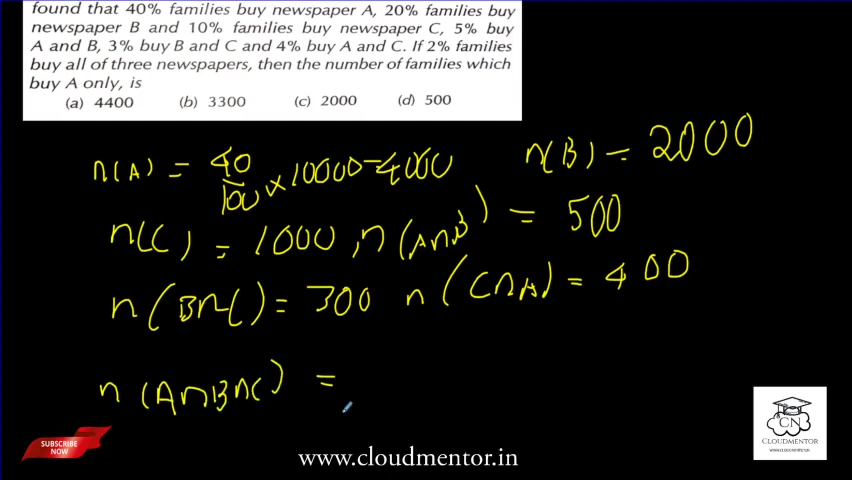 found that 40% families buy newspaper A, 20% families buy
newspaper B and 10% families buy newspaper C, 5% buy
A and B, 3% buy B and C and 4% buy A and C. If 2% families
buy all of three newspapers, then the number of families which
buy A only, is
(a) 4400 (b) 3300 (c) 2000 (d) 500
n(A) = 40/100 × 10000 = 4000 n(B) = 2000
n(C) = 1000, n(A∩B) = 500
n(B∩C) = 300 n(C∩A) = 400
n(A∩B∩C) =
SUBSCRIBE
NOW
www.cloudmentor.in
CN
CLOUDMENTOR
WWW.CLOUDMENTOR.IN